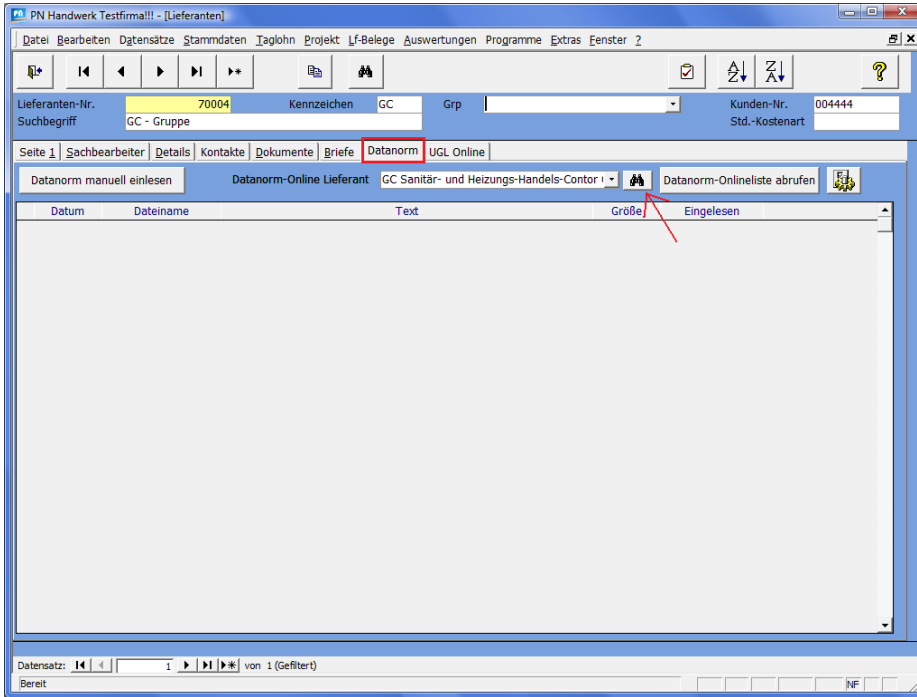 PN Handwerk Testfirma!!! - [Lieferanten]
Datei Bearbeiten Datensätze Stammdaten Taglohn Projekt Lf-Belege Auswertungen Programme Extras Fenster ?
Lieferanten-Nr. 70004 Kennzeichen GC Grp Kunden-Nr. 004444
Suchbegriff GC - Gruppe Std.-Kostenart
Seite 1 Sachbearbeiter Details Kontakte Dokumente Briefe Datanorm UGL Online
Datanorm manuell einlesen Datanorm-Online Lieferant GC Sanitär- und Heizungs-Handels-Contor Datanorm-Onlineliste abrufen
Datum Dateiname Text Größe Eingelesen
Datensatz: 1 von 1 (Gefiltert)
Bereit NF